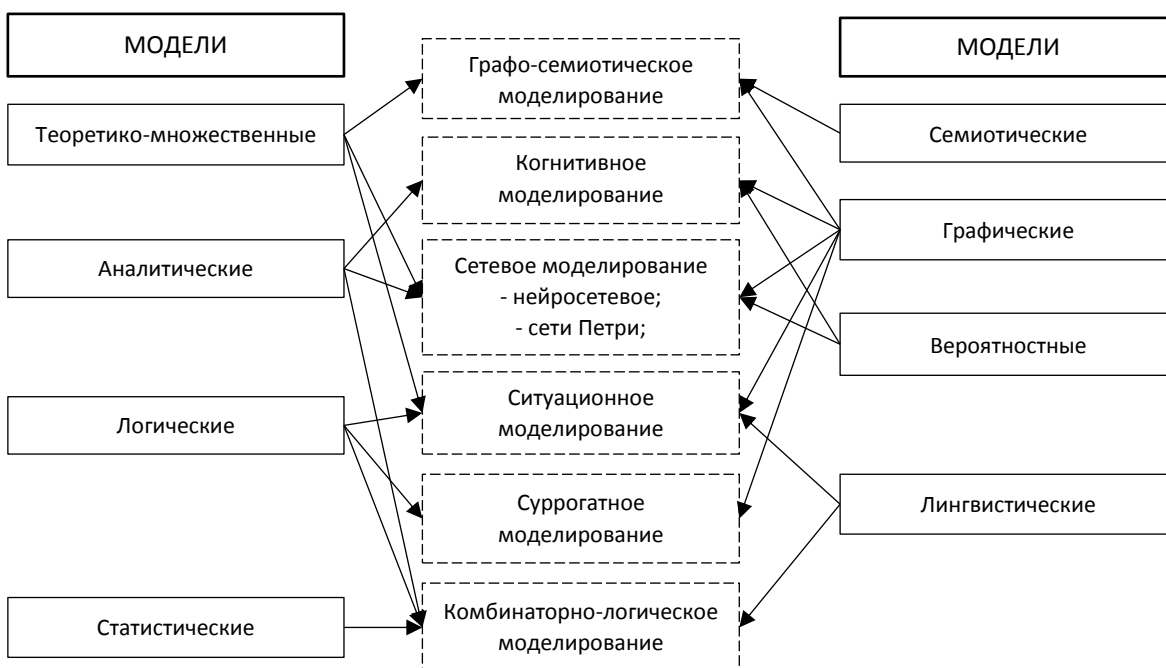 МОДЕЛИ
Теоретико-множественные
Аналитические
Логические
Статистические
Графо-семиотическое
моделирование
Когнитивное
моделирование
Сетевое моделирование
- нейросетевое;
- сети Петри;
Ситуационное
моделирование
Суррогатное
моделирование
Комбинаторно-логическое
моделирование
МОДЕЛИ
Семиотические
Графические
Вероятностные
Лингвистические